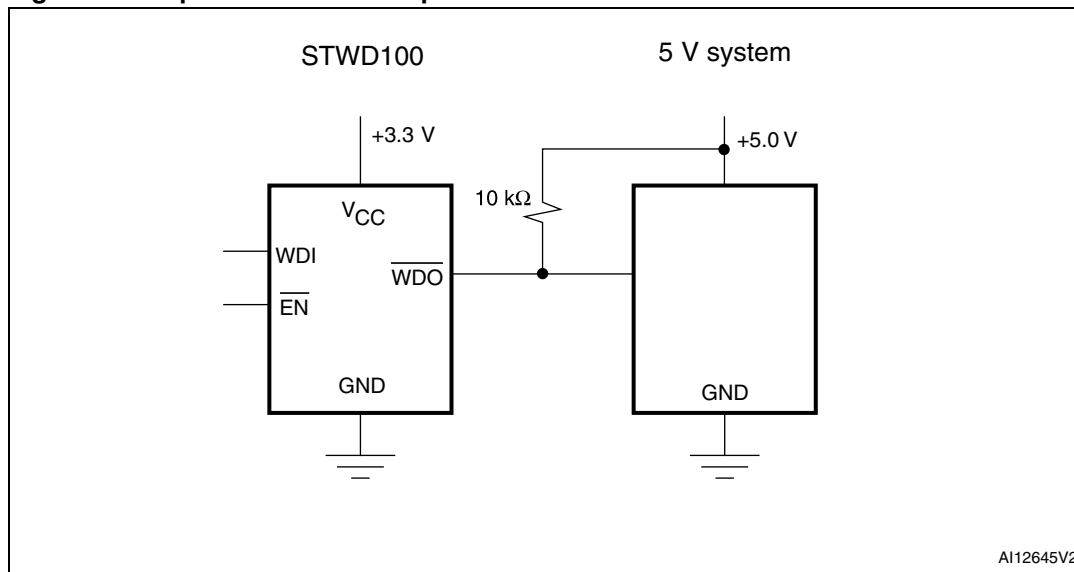 STWD100
5 V system
+3.3 V
+5.0 V
10 kΩ
VCC
WDI
WDO
EN
GND
GND
AI12645V2